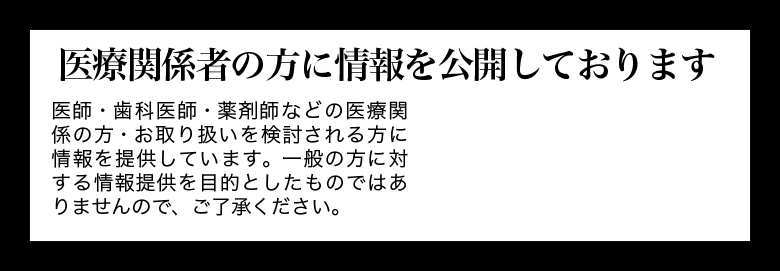 医療関係者の方に情報を公開しております
医師・歯科医師・薬剤師などの医療関
係の方・お取り扱いを検討される方に
情報を提供しています。一般の方に対
する情報提供を目的としたものではあ
りませんので、ご了承ください。